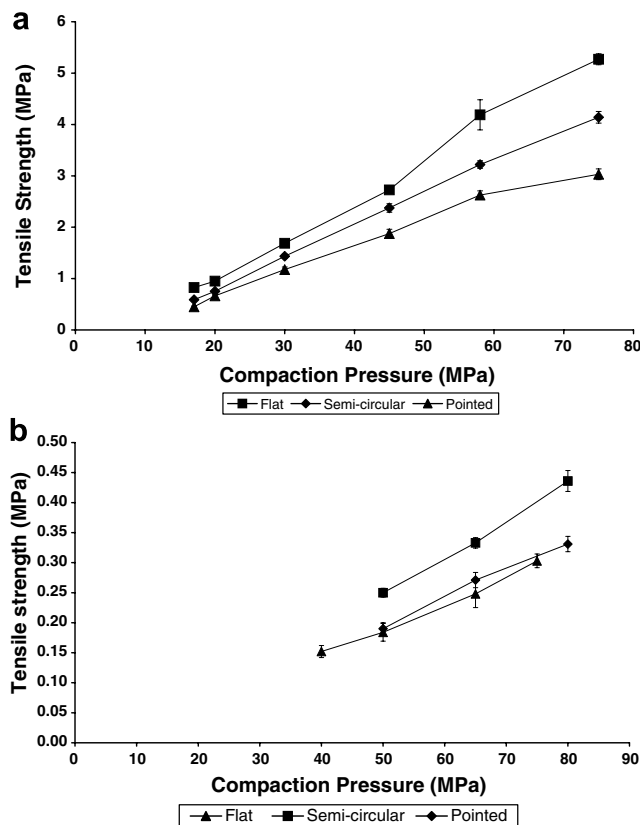 a
6
5
4
3
2
1
0
Tensile Strength (MPa)
0 10 20 30 40 50 60 70 80
Compaction Pressure (MPa)
Flat Semi-circular Pointed
b
0.50
0.45
0.40
0.35
0.30
0.25
0.20
0.15
0.10
0.05
0.00
Tensile strength (MPa)
0 10 20 30 40 50 60 70 80 90
Compaction Pressure (MPa)
Flat Semi-circular Pointed